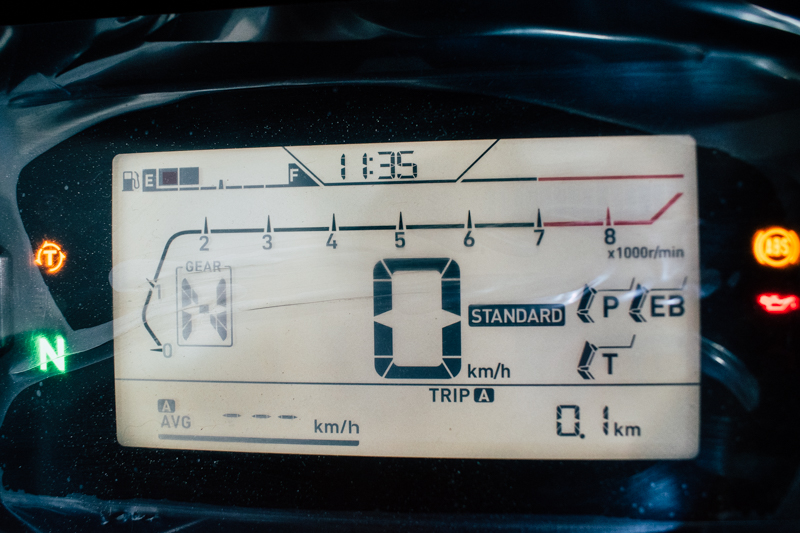 E F 11:35
2 3 4 5 6 7 8
x1000r/min
T
ABS
1
GEAR
N
0
0 km/h
STANDARD
P EB
T
TRIP A
A
AVG --- km/h
0.1 km